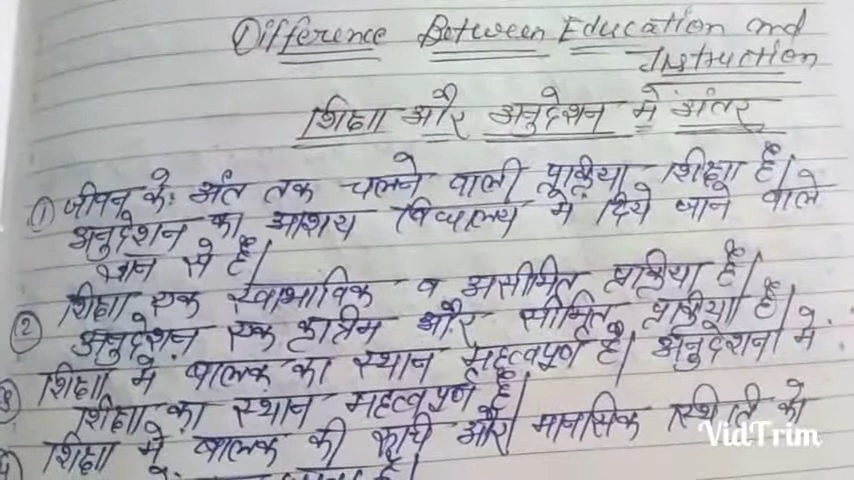 Difference Between Education and
Instruction
शिक्षा और अनुदेशन में अंतर
① जीवन के अंत तक चलने वाली प्रक्रिया शिक्षा है।
अनुदेशन का आशय विद्यालय में दिये जाने वाले
ज्ञान से है।
② शिक्षा एक स्वाभाविक व असीमित प्रक्रिया है।
अनुदेशन एक कृत्रिम और सीमित प्रक्रिया है।
③ शिक्षा में बालक का स्थान महत्वपूर्ण है। अनुदेशन में
शिक्षा का स्थान महत्वपूर्ण है।
④ शिक्षा में बालक की रूचि और मानसिक स्थिति को
है।
VidTrim